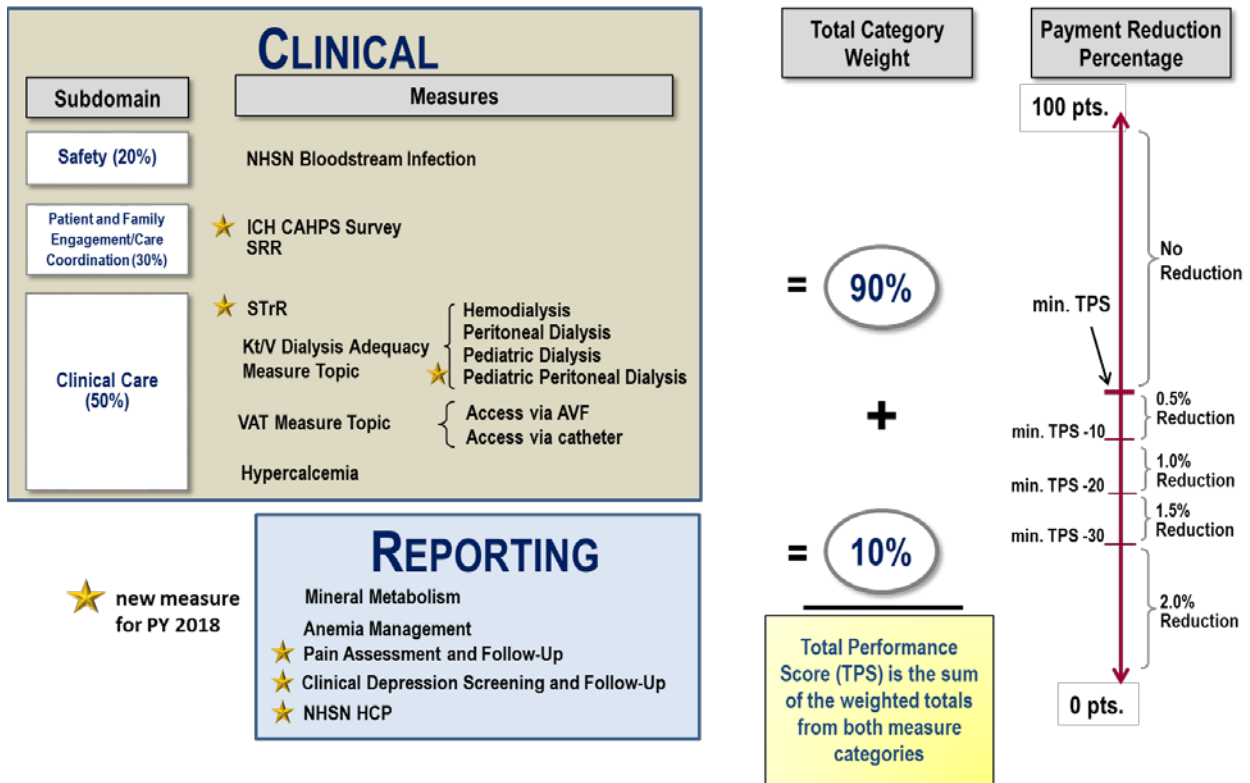 CLINICAL
Subdomain
Measures
Safety (20%)
NHSN Bloodstream Infection
Patient and Family
Engagement/Care
Coordination (30%)
ICH CAHPS Survey
SRR
Clinical Care
(50%)
STrR
Kt/V Dialysis Adequacy
Measure Topic
Hemodialysis
Peritoneal Dialysis
Pediatric Dialysis
Pediatric Peritoneal Dialysis
VAT Measure Topic
Access via AVF
Access via catheter
Hypercalcemia
new measure
for PY 2018
REPORTING
Mineral Metabolism
Anemia Management
Pain Assessment and Follow-Up
Clinical Depression Screening and Follow-Up
NHSN HCP
Total Category
Weight
= 90%
+
= 10%
Total Performance
Score (TPS) is the sum
of the weighted totals
from both measure
categories
Payment Reduction
Percentage
100 pts.
No
Reduction
min. TPS
0.5%
Reduction
min. TPS -10
1.0%
Reduction
min. TPS -20
1.5%
Reduction
min. TPS -30
2.0%
Reduction
0 pts.